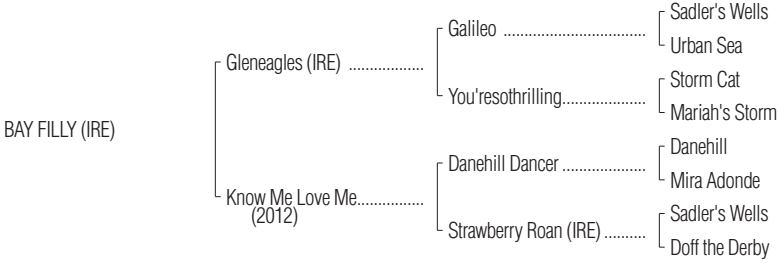 Sadler's Wells
Galileo ..................................
Urban Sea
Gleneagles (IRE) ..................
Storm Cat
You'resothrilling....................
Mariah's Storm
BAY FILLY (IRE)
Danehill
Danehill Dancer ....................
Mira Adonde
Know Me Love Me................
(2012)
Sadler's Wells
Strawberry Roan (IRE) ..........
Doff the Derby